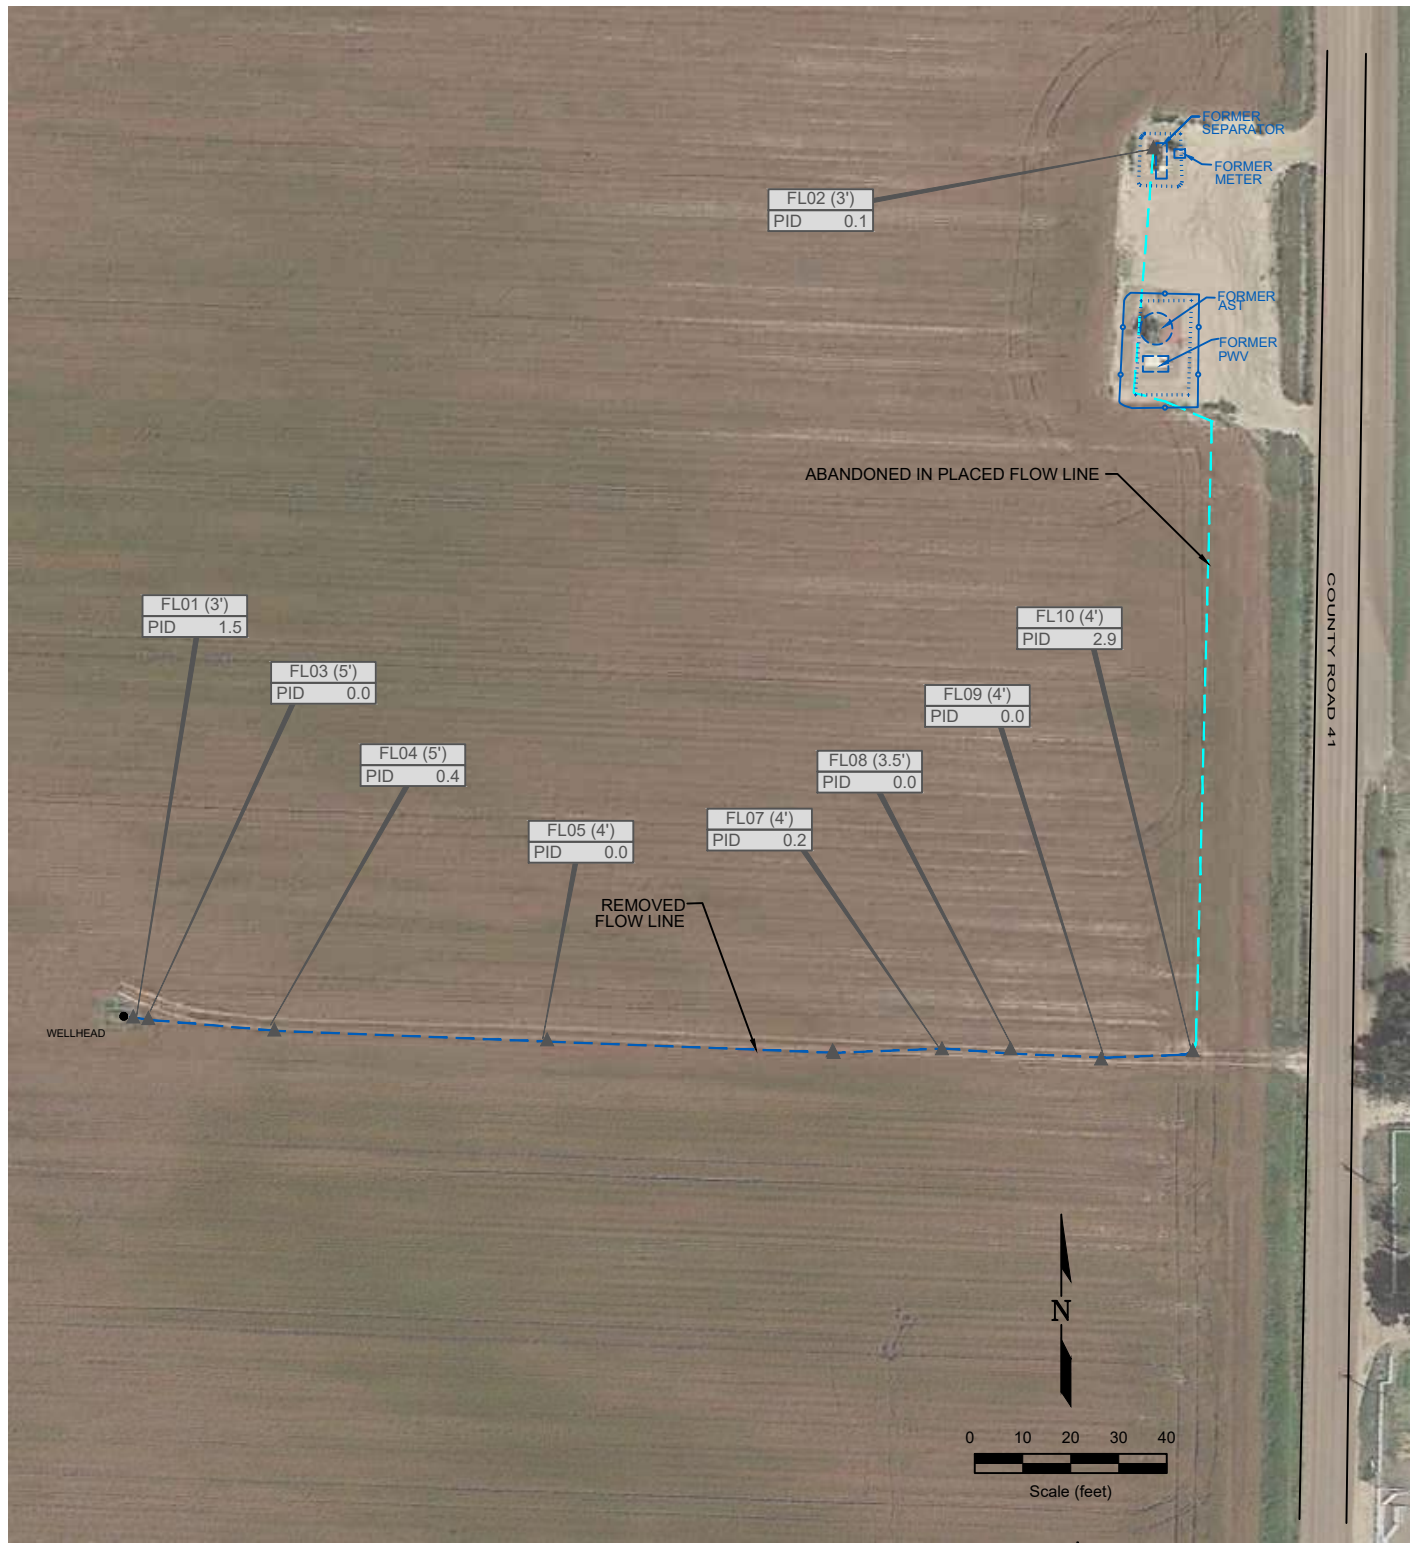 FORMER
SEPARATOR
FORMER
METER
FL02 (3')
PID 0.1
FORMER
AST
FORMER
PWV
ABANDONED IN PLACED FLOW LINE
COUNTY ROAD 41
FL01 (3')
PID 1.5
FL10 (4')
PID 2.9
FL03 (5')
PID 0.0
FL09 (4')
PID 0.0
FL04 (5')
PID 0.4
FL08 (3.5')
PID 0.0
FL07 (4')
PID 0.2
FL05 (4')
PID 0.0
REMOVED
FLOW LINE
WELLHEAD
N
0 10 20 30 40
Scale (feet)